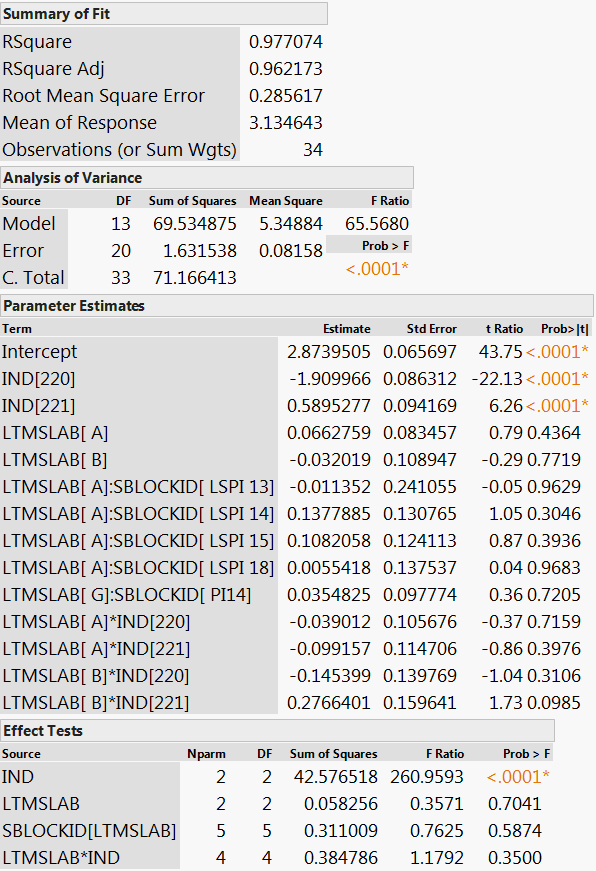 Summary of Fit
RSquare 0.977074
RSquare Adj 0.962173
Root Mean Square Error 0.285617
Mean of Response 3.134643
Observations (or Sum Wgts) 34
Analysis of Variance
Source DF Sum of Squares Mean Square F Ratio
Model 13 69.534875 5.34884 65.5680
Error 20 1.631538 0.08158 Prob > F
C. Total 33 71.166413 <.0001*
Parameter Estimates
Term Estimate Std Error t Ratio Prob>|t|
Intercept 2.8739505 0.065697 43.75 <.0001*
IND[220] -1.909966 0.086312 -22.13 <.0001*
IND[221] 0.5895277 0.094169 6.26 <.0001*
LTMSLAB[ A] 0.0662759 0.083457 0.79 0.4364
LTMSLAB[ B] -0.032019 0.108947 -0.29 0.7719
LTMSLAB[ A]:SBLOCKID[ LSPI 13] -0.011352 0.241055 -0.05 0.9629
LTMSLAB[ A]:SBLOCKID[ LSPI 14] 0.1377885 0.130765 1.05 0.3046
LTMSLAB[ A]:SBLOCKID[ LSPI 15] 0.1082058 0.124113 0.87 0.3936
LTMSLAB[ A]:SBLOCKID[ LSPI 18] 0.0055418 0.137537 0.04 0.9683
LTMSLAB[ G]:SBLOCKID[ PI14] 0.0354825 0.097774 0.36 0.7205
LTMSLAB[ A]*IND[220] -0.039012 0.105676 -0.37 0.7159
LTMSLAB[ A]*IND[221] -0.099157 0.114706 -0.86 0.3976
LTMSLAB[ B]*IND[220] -0.145399 0.139769 -1.04 0.3106
LTMSLAB[ B]*IND[221] 0.2766401 0.159641 1.73 0.0985
Effect Tests
Source Nparm DF Sum of Squares F Ratio Prob > F
IND 2 2 42.576518 260.9593 <.0001*
LTMSLAB 2 2 0.058256 0.3571 0.7041
SBLOCKID[LTMSLAB] 5 5 0.311009 0.7625 0.5874
LTMSLAB*IND 4 4 0.384786 1.1792 0.3500